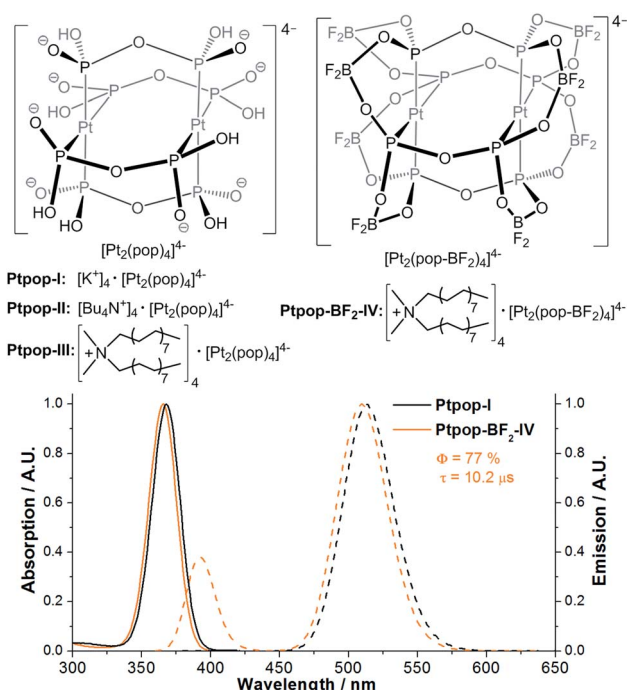 4–
HO OH
⊖ O O O ⊖
P P
⊖ O P O P O ⊖
HO OH
⊖ Pt Pt
O OH
P O P
⊖ O P P O ⊖
O
HO HO O OH
⊖
[Pt₂(pop)₄]⁴⁻
4–
F₂B O O O BF₂
O P P O
F₂B O P O P O BF₂
O O
Pt Pt
F₂B O O BF₂
P O P
O P O P O
O O
B O O B
F₂ F₂
[Pt₂(pop-BF₂)₄]⁴⁻
Ptpop-I: [K⁺]₄ · [Pt₂(pop)₄]⁴⁻
Ptpop-II: [Bu₄N⁺]₄ · [Pt₂(pop)₄]⁴⁻
Ptpop-III: [ N + ( )₇ ( )₇ ]₄ · [Pt₂(pop)₄]⁴⁻
Ptpop-BF₂-IV: [ N + ( )₇ ( )₇ ]₄ · [Pt₂(pop-BF₂)₄]⁴⁻
Absorption / A.U.
1.0
0.8
0.6
0.4
0.2
0.0
Ptpop-I
Ptpop-BF₂-IV
Φ = 77 %
τ = 10.2 μs
1.0
0.8
0.6
0.4
0.2
0.0
Emission / A.U.
300 350 400 450 500 550 600 650
Wavelength / nm